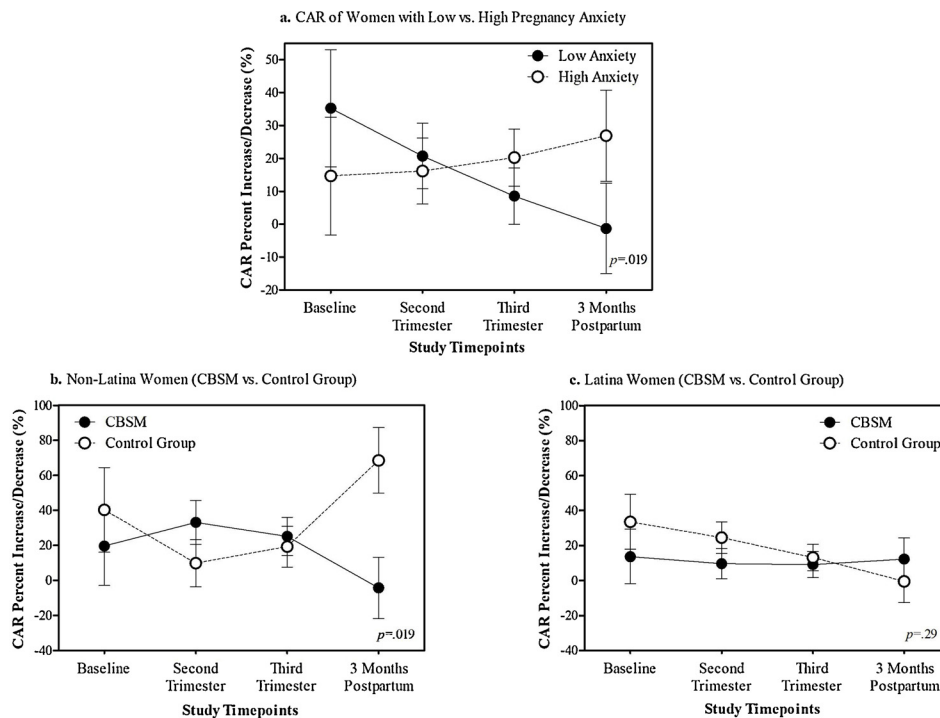 a. CAR of Women with Low vs. High Pregnancy Anxiety
CAR Percent Increase/Decrease (%)
50
40
30
20
10
0
-10
-20
Low Anxiety
High Anxiety
p=.019
Baseline
Second
Trimester
Third
Trimester
3 Months
Postpartum
Study Timepoints
b. Non-Latina Women (CBSM vs. Control Group)
CAR Percent Increase/Decrease (%)
100
80
60
40
20
0
-20
-40
CBSM
Control Group
p=.019
Baseline
Second
Trimester
Third
Trimester
3 Months
Postpartum
Study Timepoints
c. Latina Women (CBSM vs. Control Group)
CAR Percent Increase/Decrease (%)
100
80
60
40
20
0
-20
-40
CBSM
Control Group
p=.29
Baseline
Second
Trimester
Third
Trimester
3 Months
Postpartum
Study Timepoints